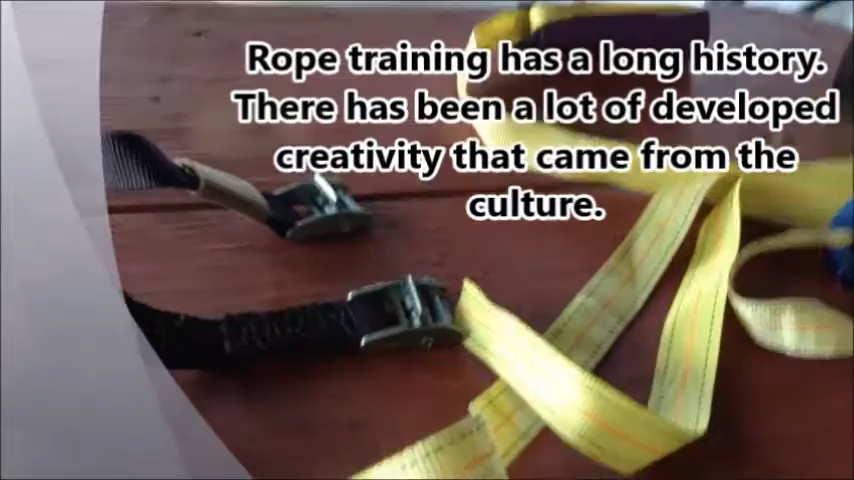 Rope training has a long history.
There has been a lot of developed
creativity that came from the
culture.